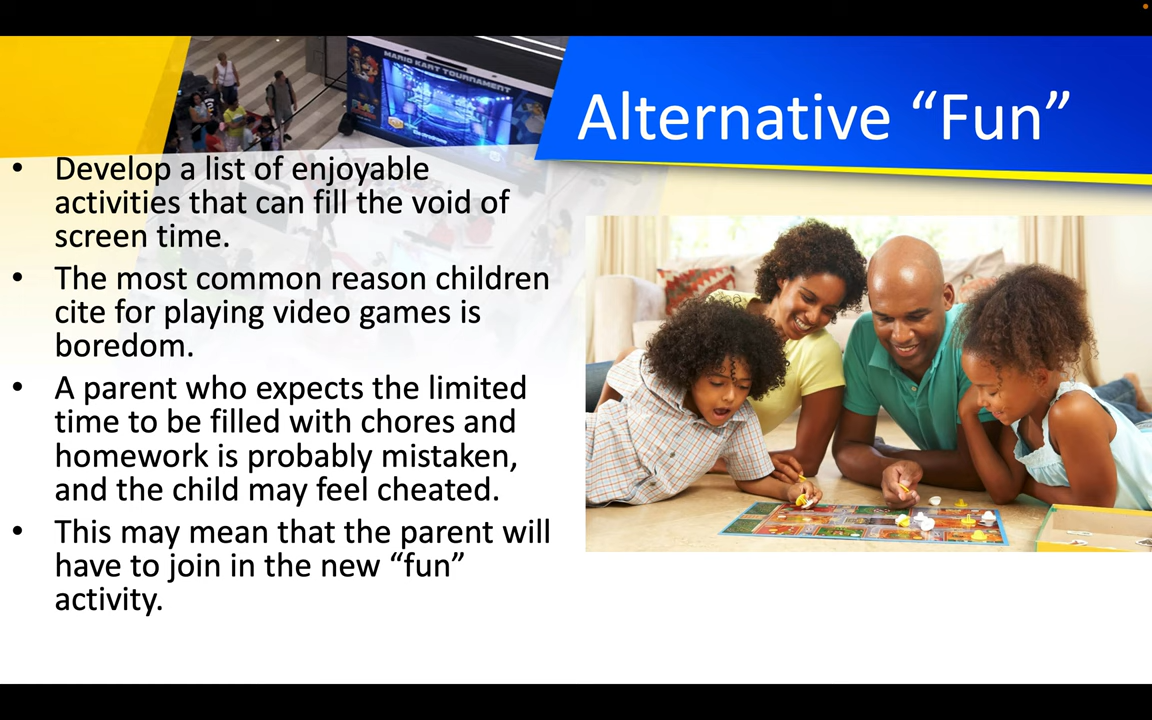 MARIO KART TOURNAMENT
Alternative “Fun”
• Develop a list of enjoyable
activities that can fill the void of
screen time.
• The most common reason children
cite for playing video games is
boredom.
• A parent who expects the limited
time to be filled with chores and
homework is probably mistaken,
and the child may feel cheated.
• This may mean that the parent will
have to join in the new “fun”
activity.